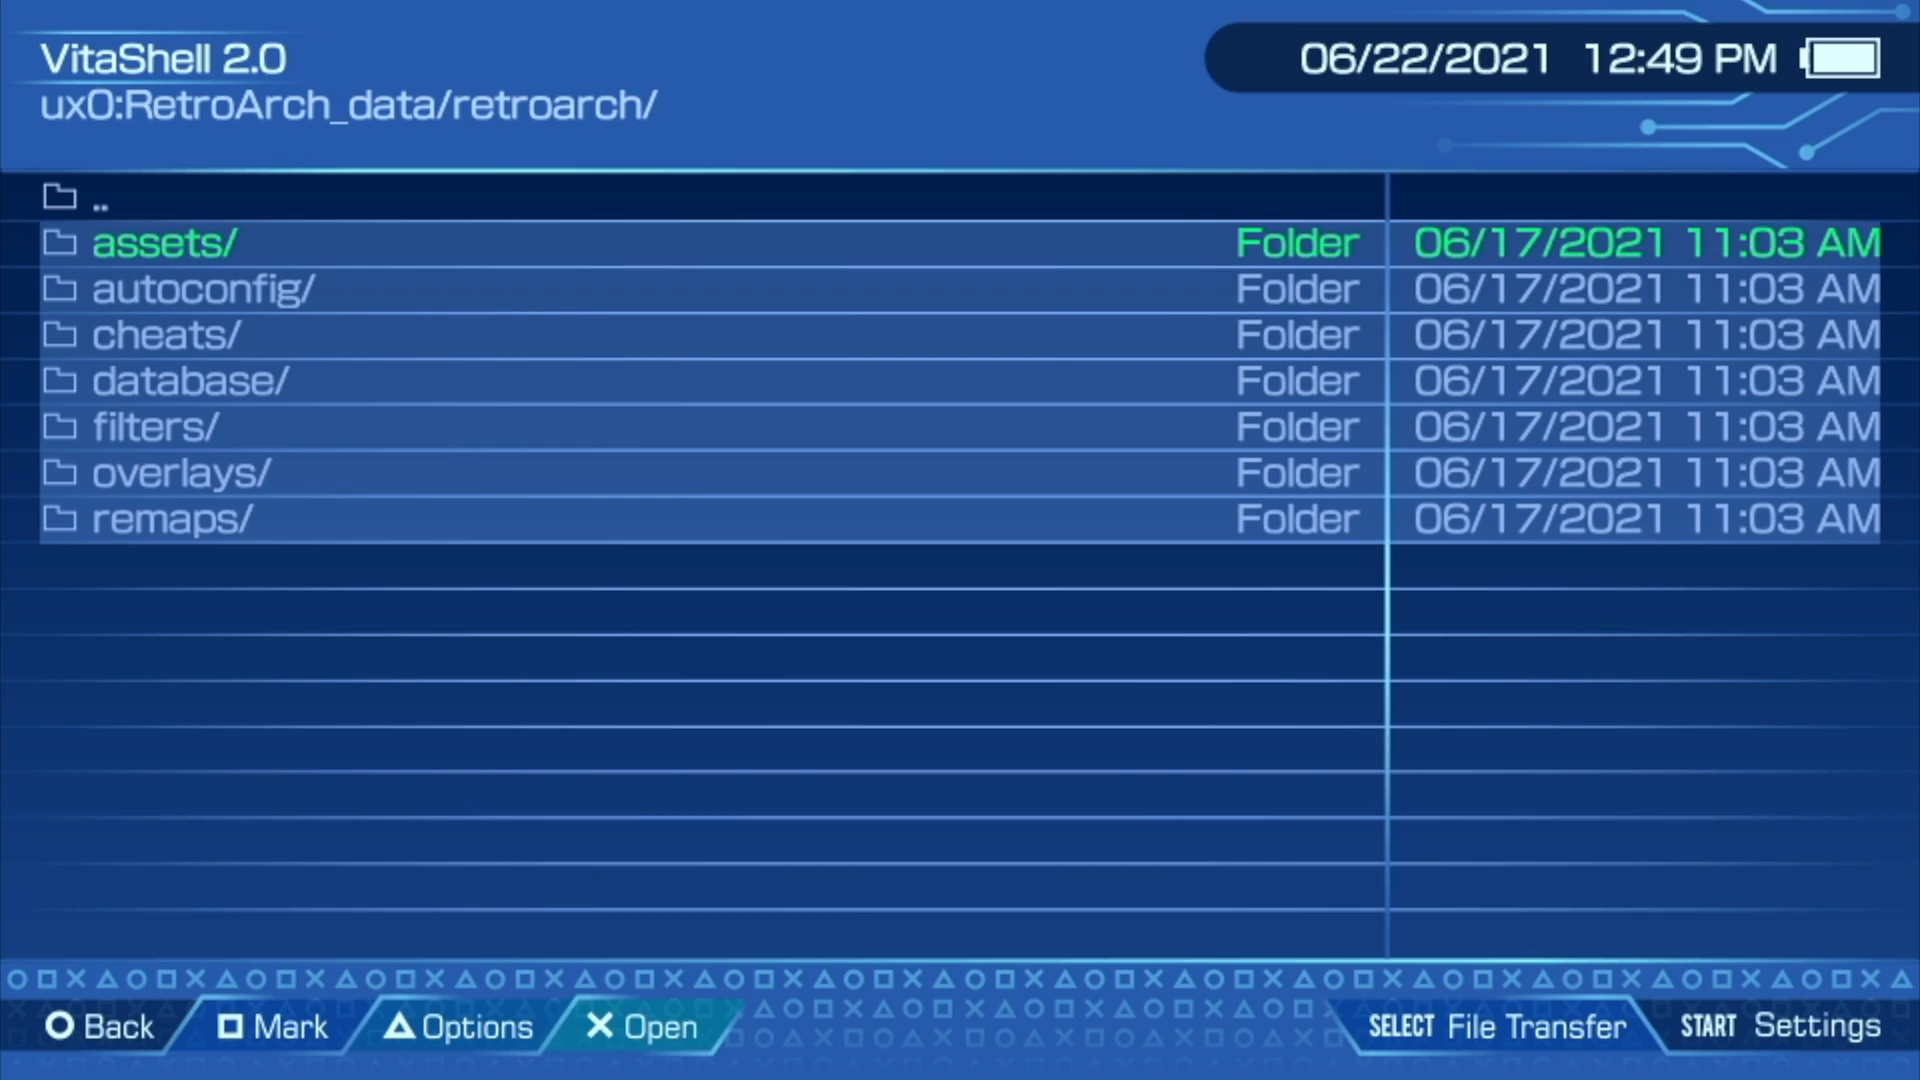 VitaShell 2.0
06/22/2021 12:49 PM
ux0:RetroArch_data/retroarch/
..
assets/ Folder 06/17/2021 11:03 AM
autoconfig/ Folder 06/17/2021 11:03 AM
cheats/ Folder 06/17/2021 11:03 AM
database/ Folder 06/17/2021 11:03 AM
filters/ Folder 06/17/2021 11:03 AM
overlays/ Folder 06/17/2021 11:03 AM
remaps/ Folder 06/17/2021 11:03 AM
Back Mark Options Open SELECT File Transfer START Settings